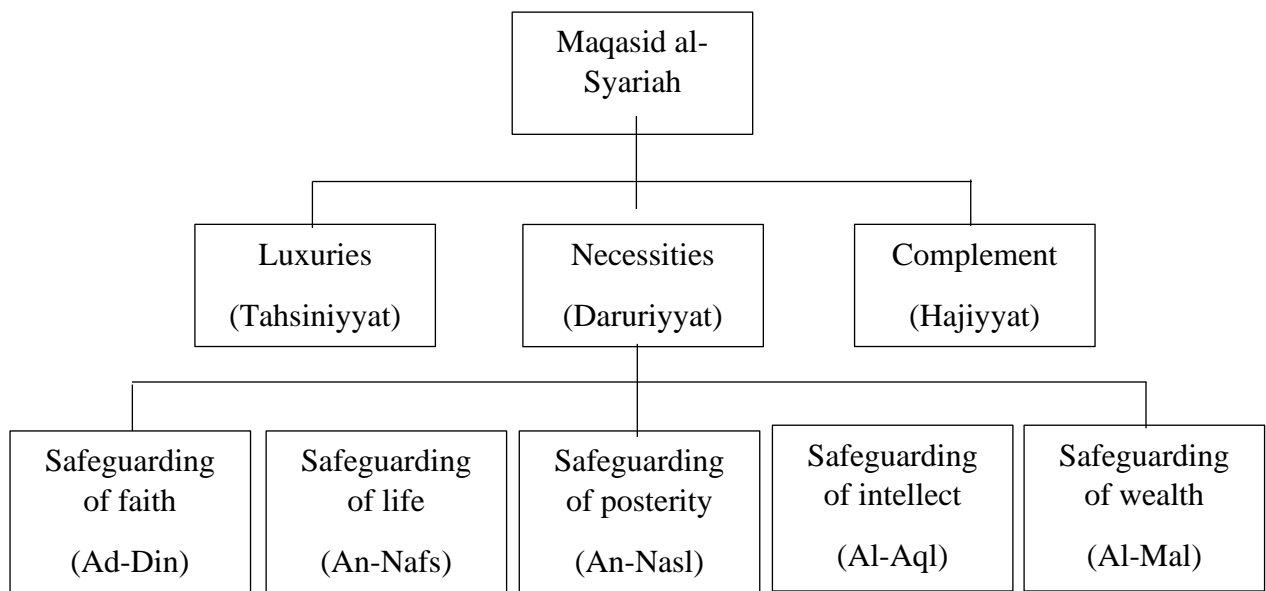 Maqasid al-
Syariah
Luxuries
(Tahsiniyyat)
Necessities
(Daruriyyat)
Complement
(Hajiyyat)
Safeguarding
of faith
(Ad-Din)
Safeguarding
of life
(An-Nafs)
Safeguarding
of posterity
(An-Nasl)
Safeguarding
of intellect
(Al-Aql)
Safeguarding
of wealth
(Al-Mal)